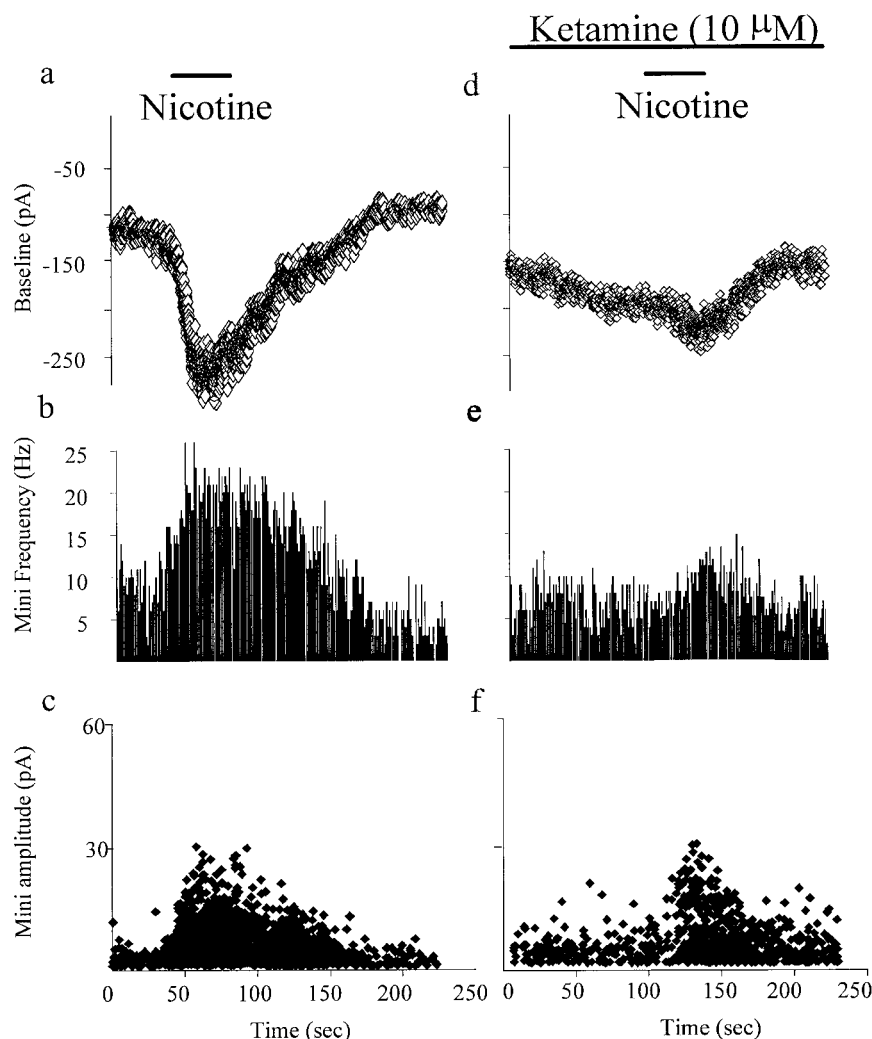 Ketamine (10 μM)
a
Nicotine
d
Nicotine
-50
-150
-250
Baseline (pA)
b
e
25
20
15
10
5
Mini Frequency (Hz)
c
f
60
30
Mini amplitude (pA)
0 50 100 150 200 250
0 50 100 150 200 250
Time (sec)
Time (sec)